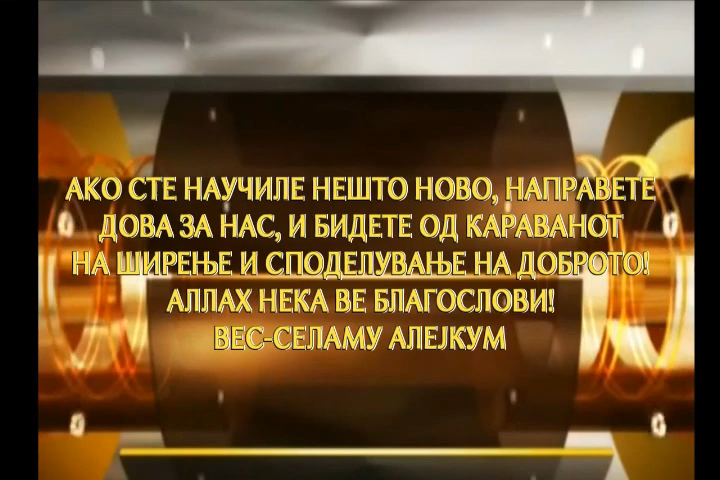 АКО СТЕ НАУЧИЛЕ НЕШТО НОВО, НАПРАВЕТЕ
ДОВА ЗА НАС, И БИДЕТЕ ОД КАРАВАНОТ
НА ШИРЕЊЕ И СПОДЕЛУВАЊЕ НА ДОБРОТО!
АЛЛАХ НЕКА ВЕ БЛАГОСЛОВИ!
ВЕС-СЕЛАМУ АЛЕЈКУМ